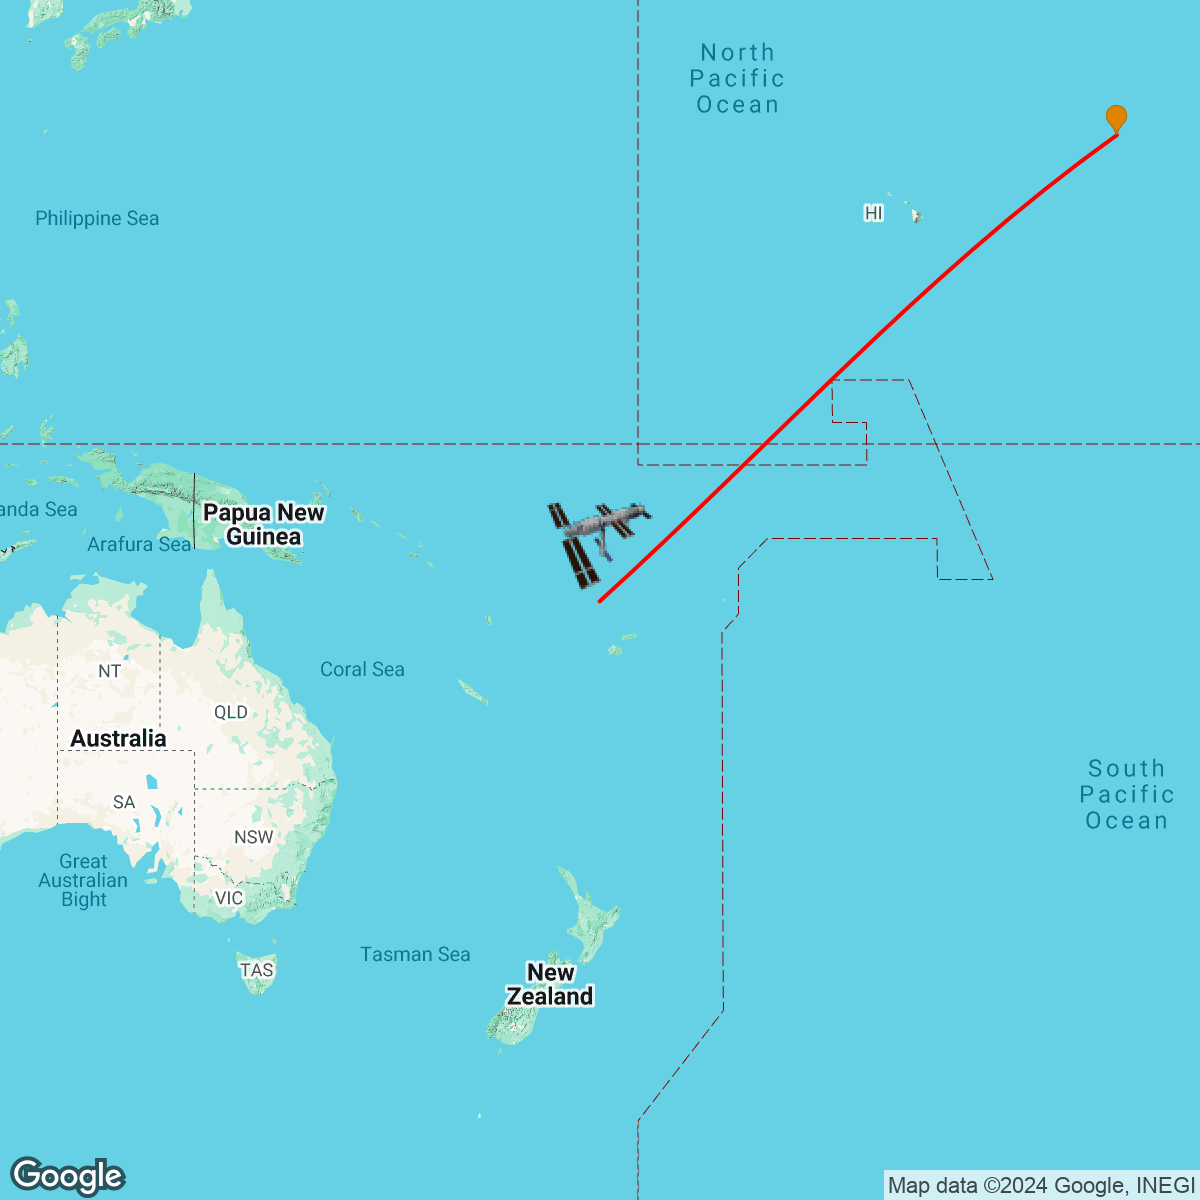 North
Pacific
Ocean
Philippine Sea
HI
anda Sea
Papua New
Guinea
Arafura Sea
Coral Sea
NT
QLD
Australia
SA
NSW
South
Pacific
Ocean
Great
Australian
Bight
VIC
Tasman Sea
TAS
New
Zealand
Google
Map data ©2024 Google, INEGI